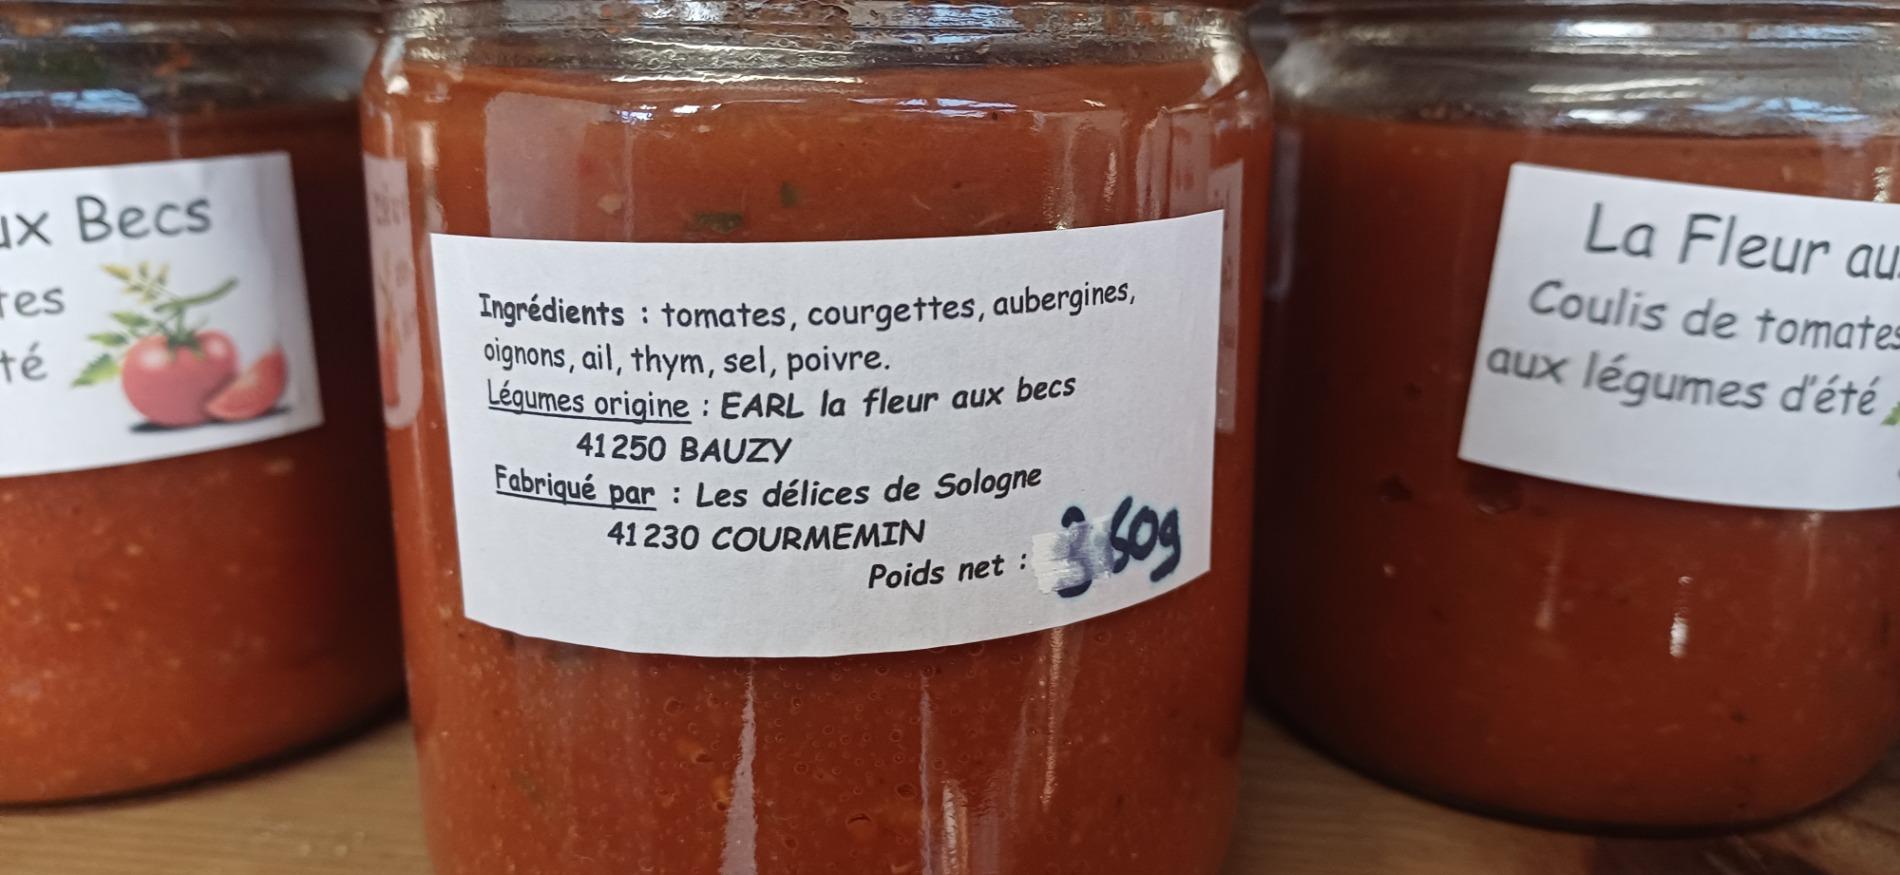 ux Becs
tes
té
Ingrédients : tomates, courgettes, aubergines,
oignons, ail, thym, sel, poivre.
Légumes origine : EARL la fleur aux becs
41250 BAUZY
Fabriqué par : Les délices de Sologne
41230 COURMEMIN
Poids net : 350g
La Fleur au
Coulis de tomates
aux légumes d'été